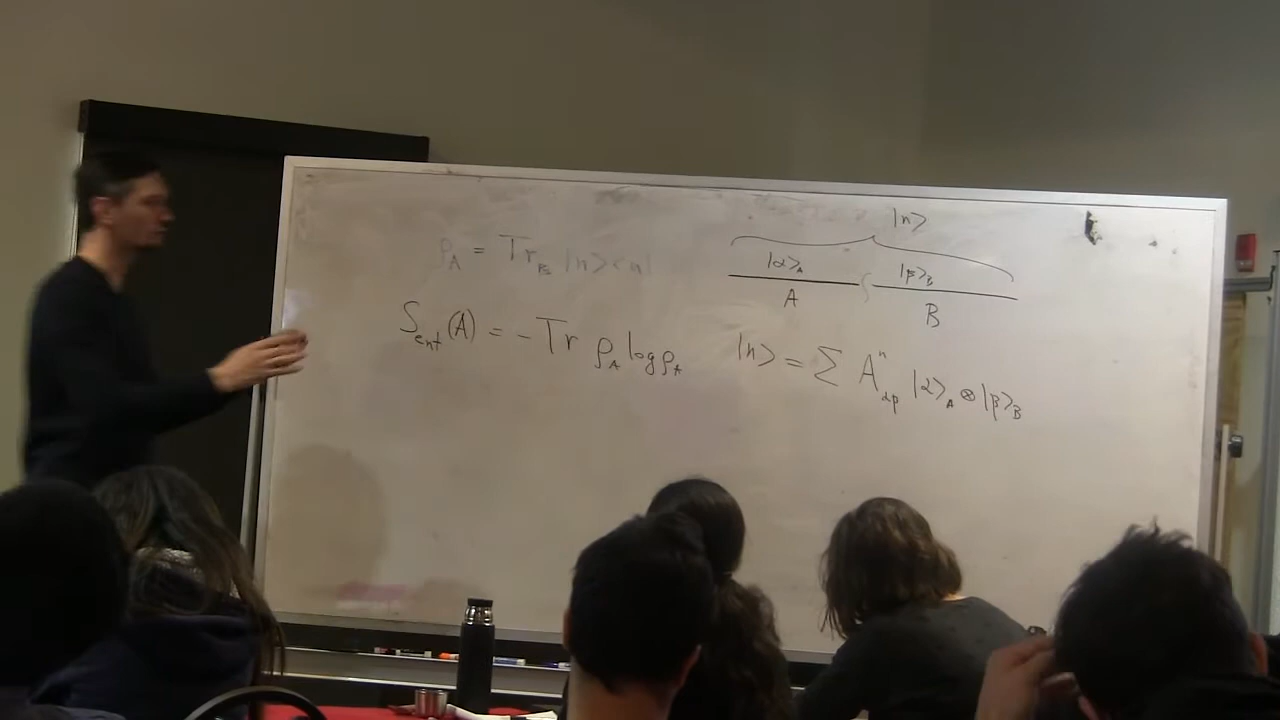 ρ_A = Tr_B |n><n|
S_ent(A) = - Tr ρ_A log ρ_A
|n>
|α>_A |β>_B
A B
|n> = ∑ A^n_αβ |α>_A ⊗ |β>_B